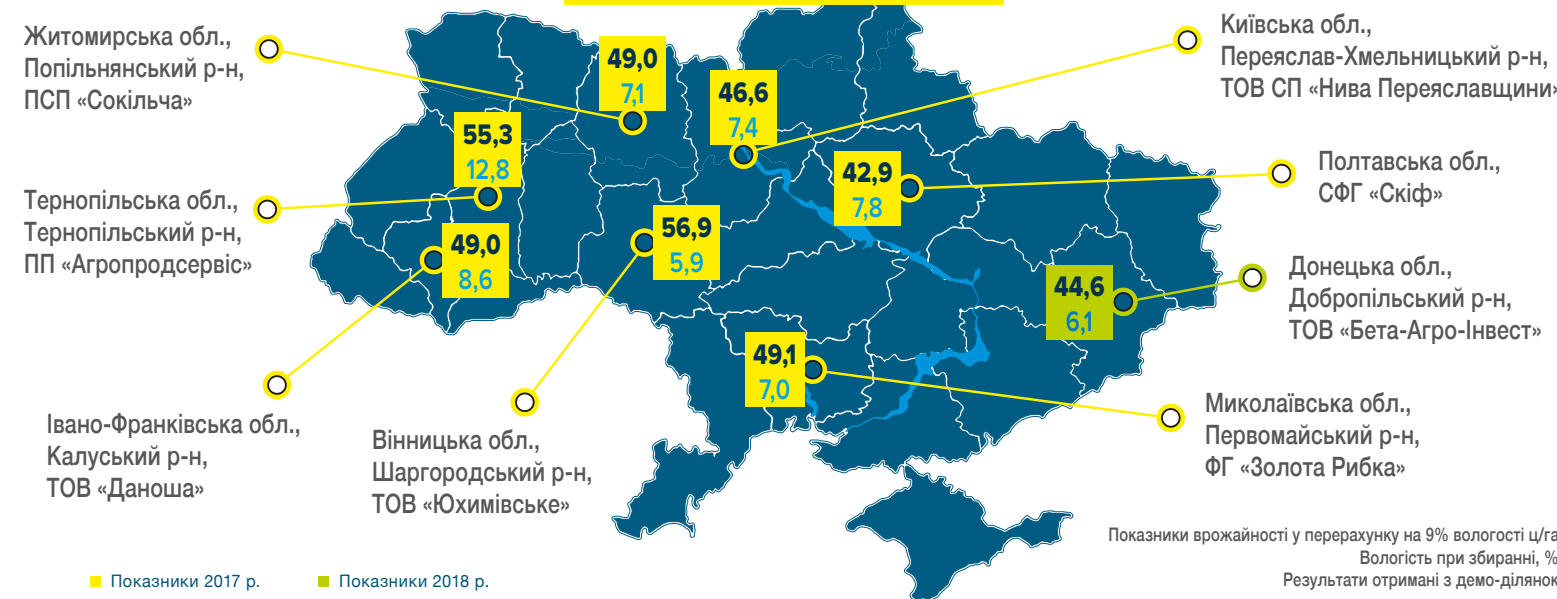 Житомирська обл.,
Попільнянський р-н,
ПСП «Сокільча»
49,0
7,1
46,6
7,4
Київська обл.,
Переяслав-Хмельницький р-н,
ТОВ СП «Нива Переяславщини»
55,3
12,8
42,9
7,8
Полтавська обл.,
СФГ «Скіф»
Тернопільська обл.,
Тернопільський р-н,
ПП «Агропродсервіс»
49,0
8,6
56,9
5,9
44,6
6,1
Донецька обл.,
Добропільський р-н,
ТОВ «Бета-Агро-Інвест»
49,1
7,0
Івано-Франківська обл.,
Калуський р-н,
ТОВ «Даноша»
Вінницька обл.,
Шаргородський р-н,
ТОВ «Юхимівське»
Миколаївська обл.,
Первомайський р-н,
ФГ «Золота Рибка»
Показники врожайності у перерахунку на 9% вологості ц/га
Вологість при збиранні, %
Результати отримані з демо-ділянок
Показники 2017 р.
Показники 2018 р.